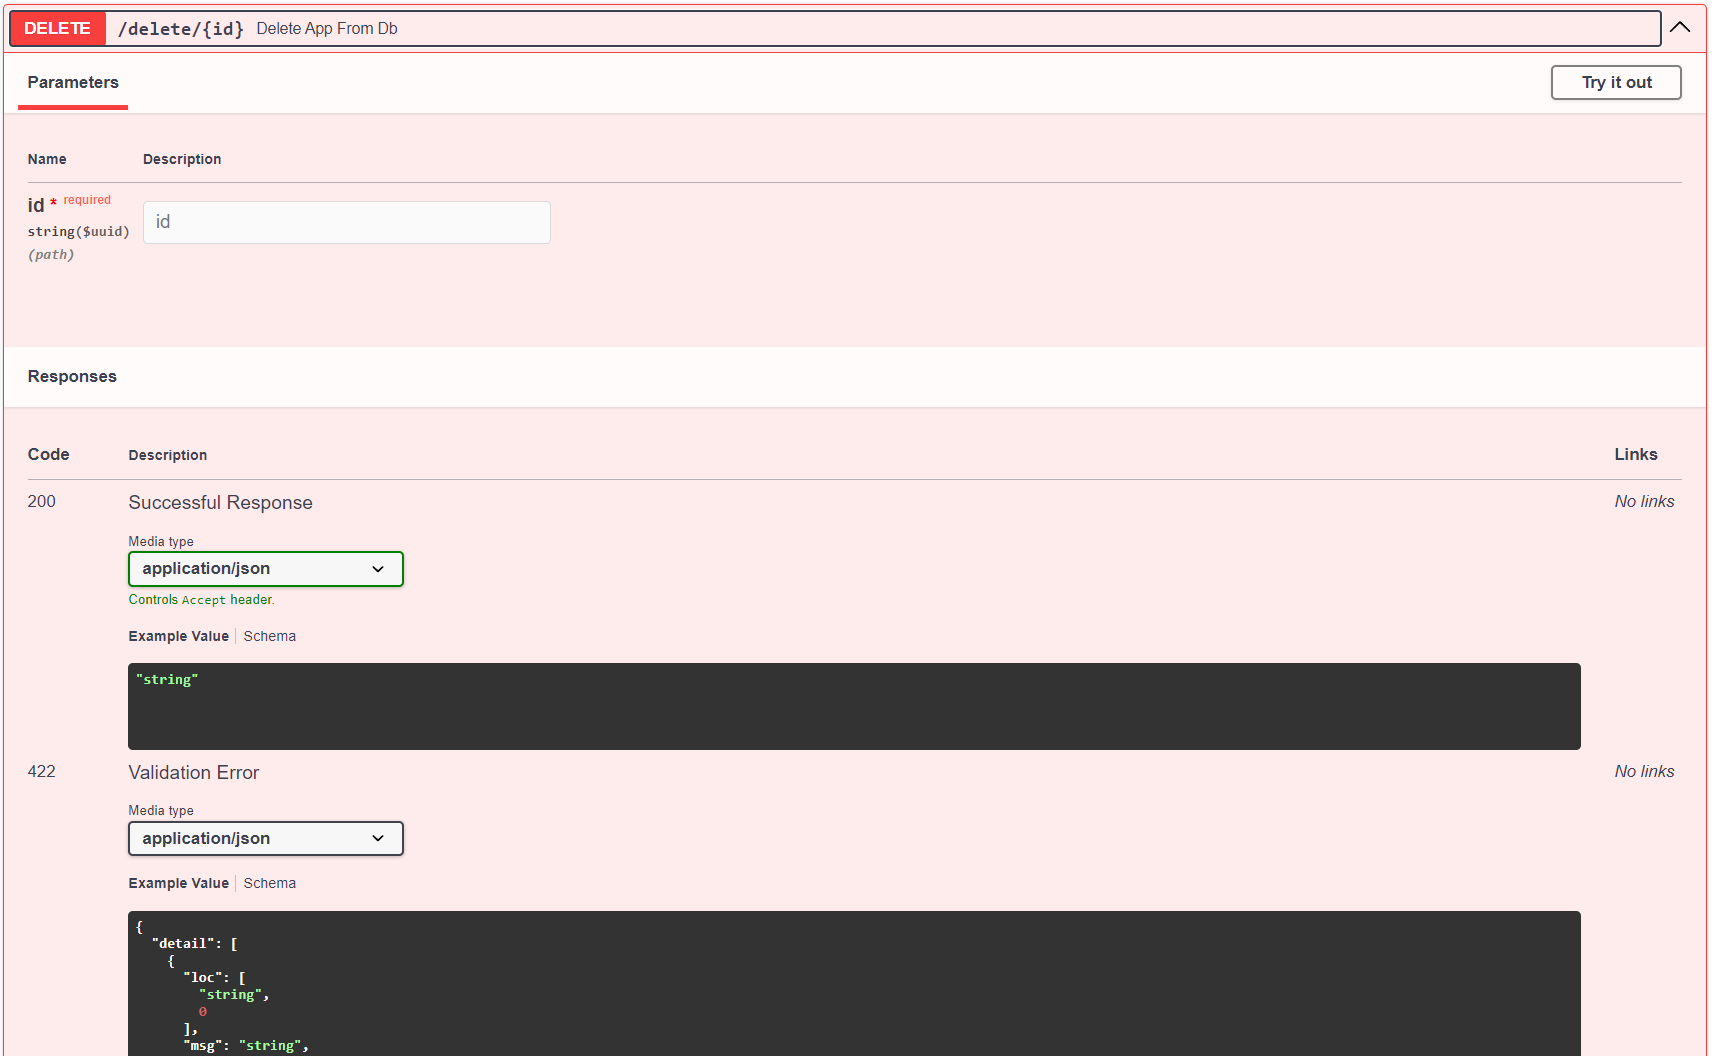 DELETE /delete/{id} Delete App From Db
Parameters Try it out
Name Description
id * required
string($uuid)
(path)
id
Responses
Code Description Links
200 Successful Response No links
Media type
application/json
Controls Accept header.
Example Value Schema
"string"
422 Validation Error No links
Media type
application/json
Example Value Schema
{
  "detail": [
    {
      "loc": [
        "string",
        0
      ],
      "msg": "string",